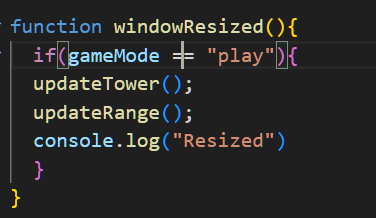 function windowResized(){
if(gameMode == "play"){
updateTower();
updateRange();
console.log("Resized")
}
}